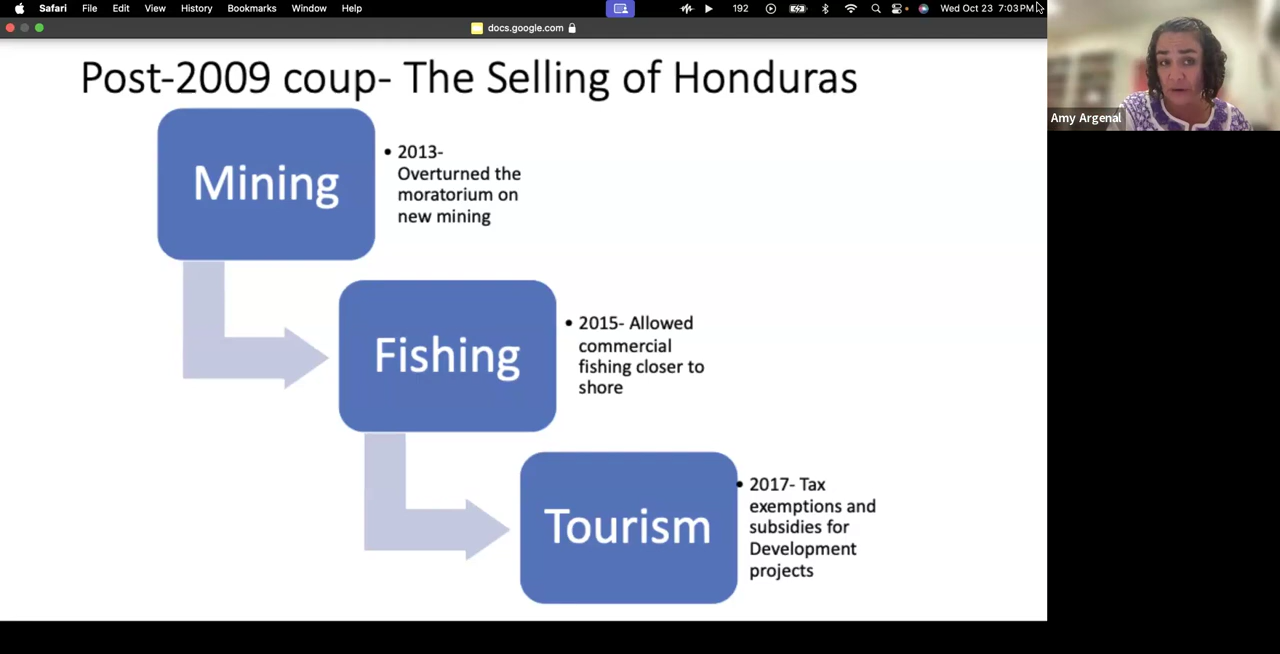 Safari File Edit View History Bookmarks Window Help 192 Wed Oct 23 7:03 PM
docs.google.com
Post-2009 coup- The Selling of Honduras
Mining
• 2013-
Overturned the
moratorium on
new mining
Fishing
• 2015- Allowed
commercial
fishing closer to
shore
Tourism
• 2017- Tax
exemptions and
subsidies for
Development
projects
Amy Argenal